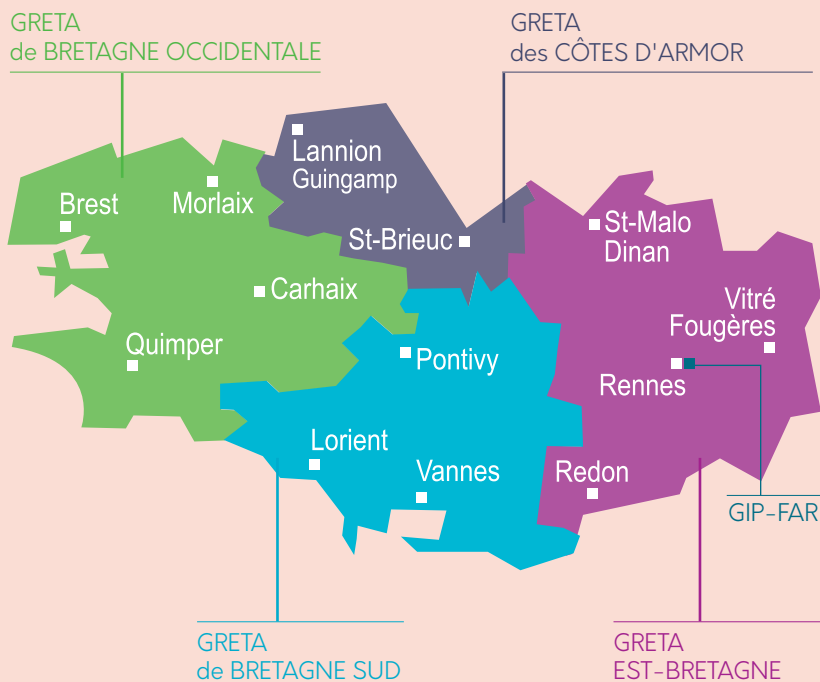 GRETA
de BRETAGNE OCCIDENTALE
GRETA
des CÔTES D'ARMOR
Lannion
Guingamp
Brest
Morlaix
St-Brieuc
St-Malo
Dinan
Carhaix
Vitré
Fougères
Quimper
Pontivy
Rennes
Lorient
Vannes
Redon
GIP-FAR
GRETA
de BRETAGNE SUD
GRETA
EST-BRETAGNE